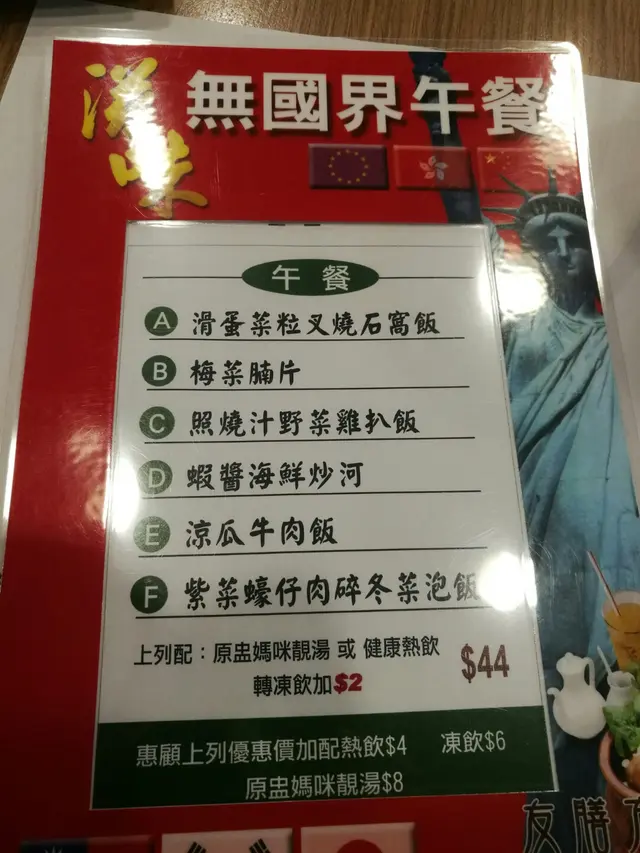 滋味
無國界午餐
午餐
A 滑蛋菜粒叉燒石窩飯
B 梅菜腩片
C 照燒汁野菜雞扒飯
D 蝦醬海鮮炒河
E 涼瓜牛肉飯
F 紫菜蠔仔肉碎冬菜泡飯
上列配：原盅媽咪靚湯 或 健康熱飲 $44
轉凍飲加$2
惠顧上列優惠價加配熱飲$4 凍飲$6
原盅媽咪靚湯$8
友膳